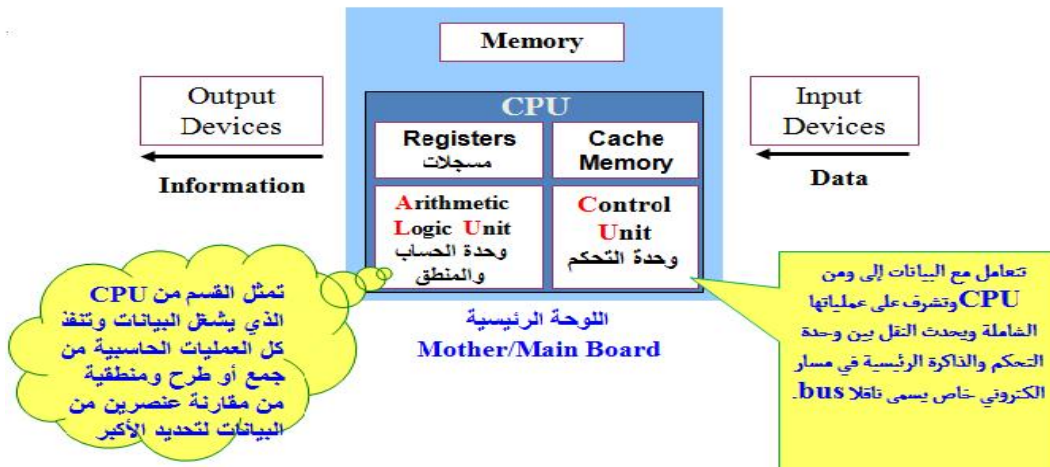 Memory
Output
Devices
Information
Input
Devices
Data
CPU
Registers
مسجلات
Cache
Memory
Arithmetic
Logic Unit
وحدة الحساب
والمنطق
Control
Unit
وحدة التحكم
اللوحة الرئيسية
Mother/Main Board
تمثل القسم من CPU
الذي يشغل البيانات وتنفذ
كل العمليات الحاسبية من
جمع أو طرح ومنطقية
من مقارنة عنصرين من
البيانات لتحديد الأكبر
تتعامل مع البيانات إلى ومن
CPU وتشرف على عملياتها
الشاملة ويحدث النقل بين وحدة
التحكم والذاكرة الرئيسية في مسار
الكتروني خاص يسمى ناقلا bus.